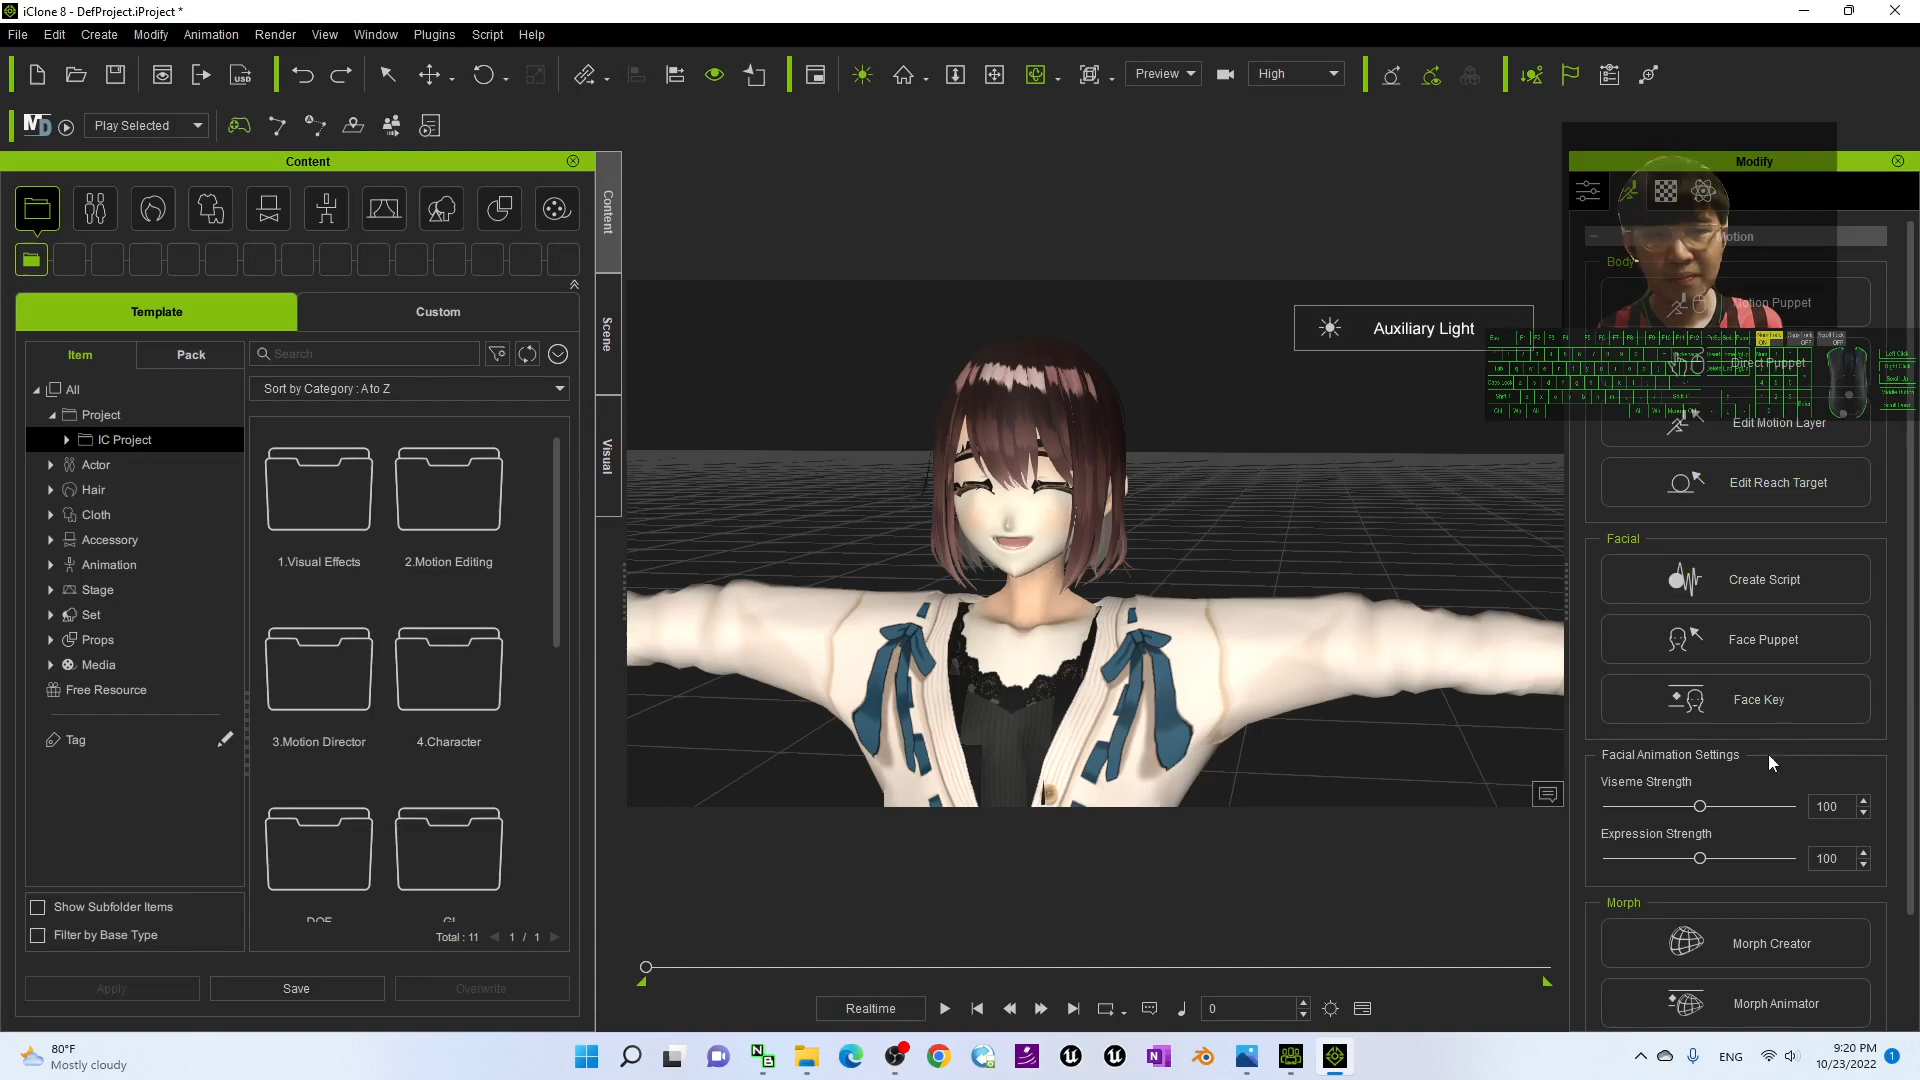 iClone 8 - DefProject.iProject *
File Edit Create Modify Animation Render View Window Plugins Script Help
USD
Preview
High
MD
Play Selected
Content
Modify
Content
Scene
Visual
Motion
Body
Motion Puppet
Direct Puppet
Edit Motion Layer
Edit Reach Target
Template
Custom
Item
Pack
Search
Sort by Category : A to Z
All
Project
IC Project
Actor
Hair
Cloth
Accessory
Animation
Stage
Set
Props
Media
Free Resource
Tag
1.Visual Effects
2.Motion Editing
3.Motion Director
4.Character
Total : 11 1 / 1
Show Subfolder Items
Filter by Base Type
Apply
Save
Overwrite
Auxiliary Light
Facial
Create Script
Face Puppet
Face Key
Facial Animation Settings
Viseme Strength
100
Expression Strength
100
Morph
Morph Creator
Morph Animator
Realtime
0
80°F
Mostly cloudy
ENG
9:20 PM
10/23/2022
1